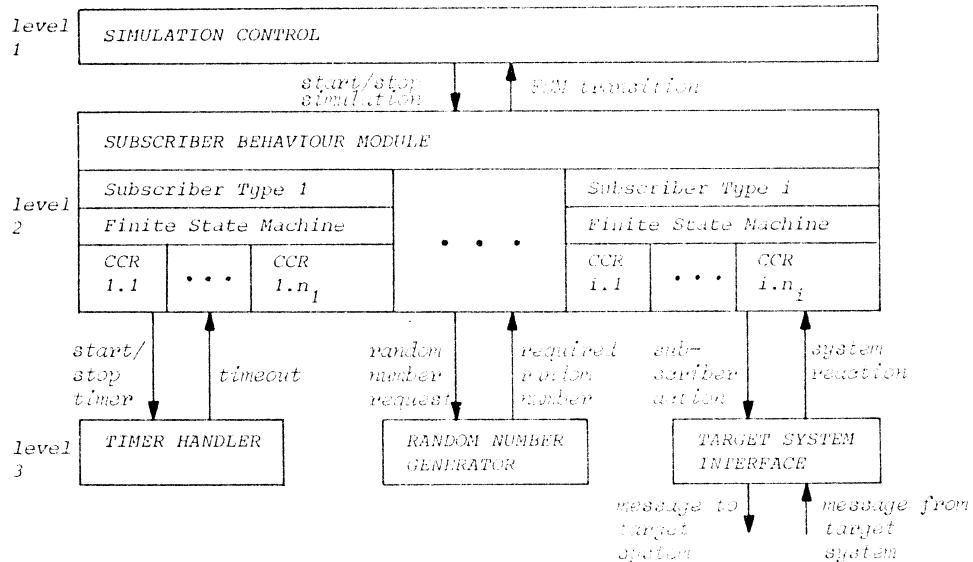 level
1
SIMULATION CONTROL
start/stop
simulation
FSM transition
SUBSCRIBER BEHAVIOUR MODULE
level
2
Subscriber Type 1
Finite State Machine
CCR
1.1
...
CCR
1.n1
...
Subscriber Type i
Finite State Machine
CCR
i.1
...
CCR
i.ni
start/
stop
timer
timeout
random
number
request
required
random
number
sub-
scriber
action
system
reaction
level
3
TIMER HANDLER
RANDOM NUMBER
GENERATOR
TARGET SYSTEM
INTERFACE
message to
target
system
message from
target
system